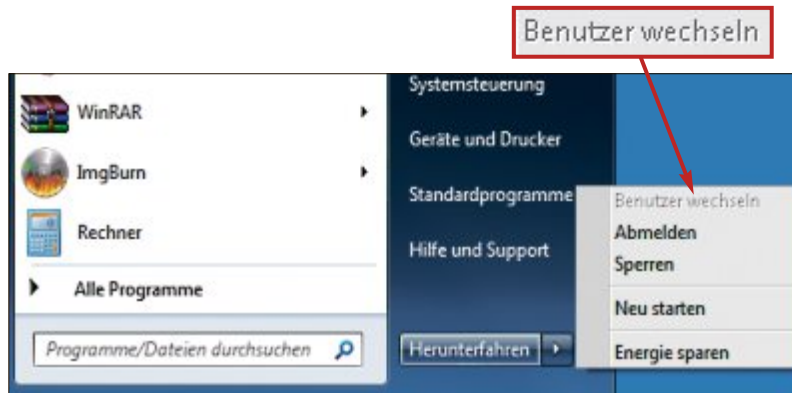 Benutzer wechseln
WinRAR
ImgBurn
Rechner
Alle Programme
Programme/Dateien durchsuchen
Systemsteuerung
Geräte und Drucker
Standardprogramme
Hilfe und Support
Herunterfahren
Benutzer wechseln
Abmelden
Sperren
Neu starten
Energie sparen